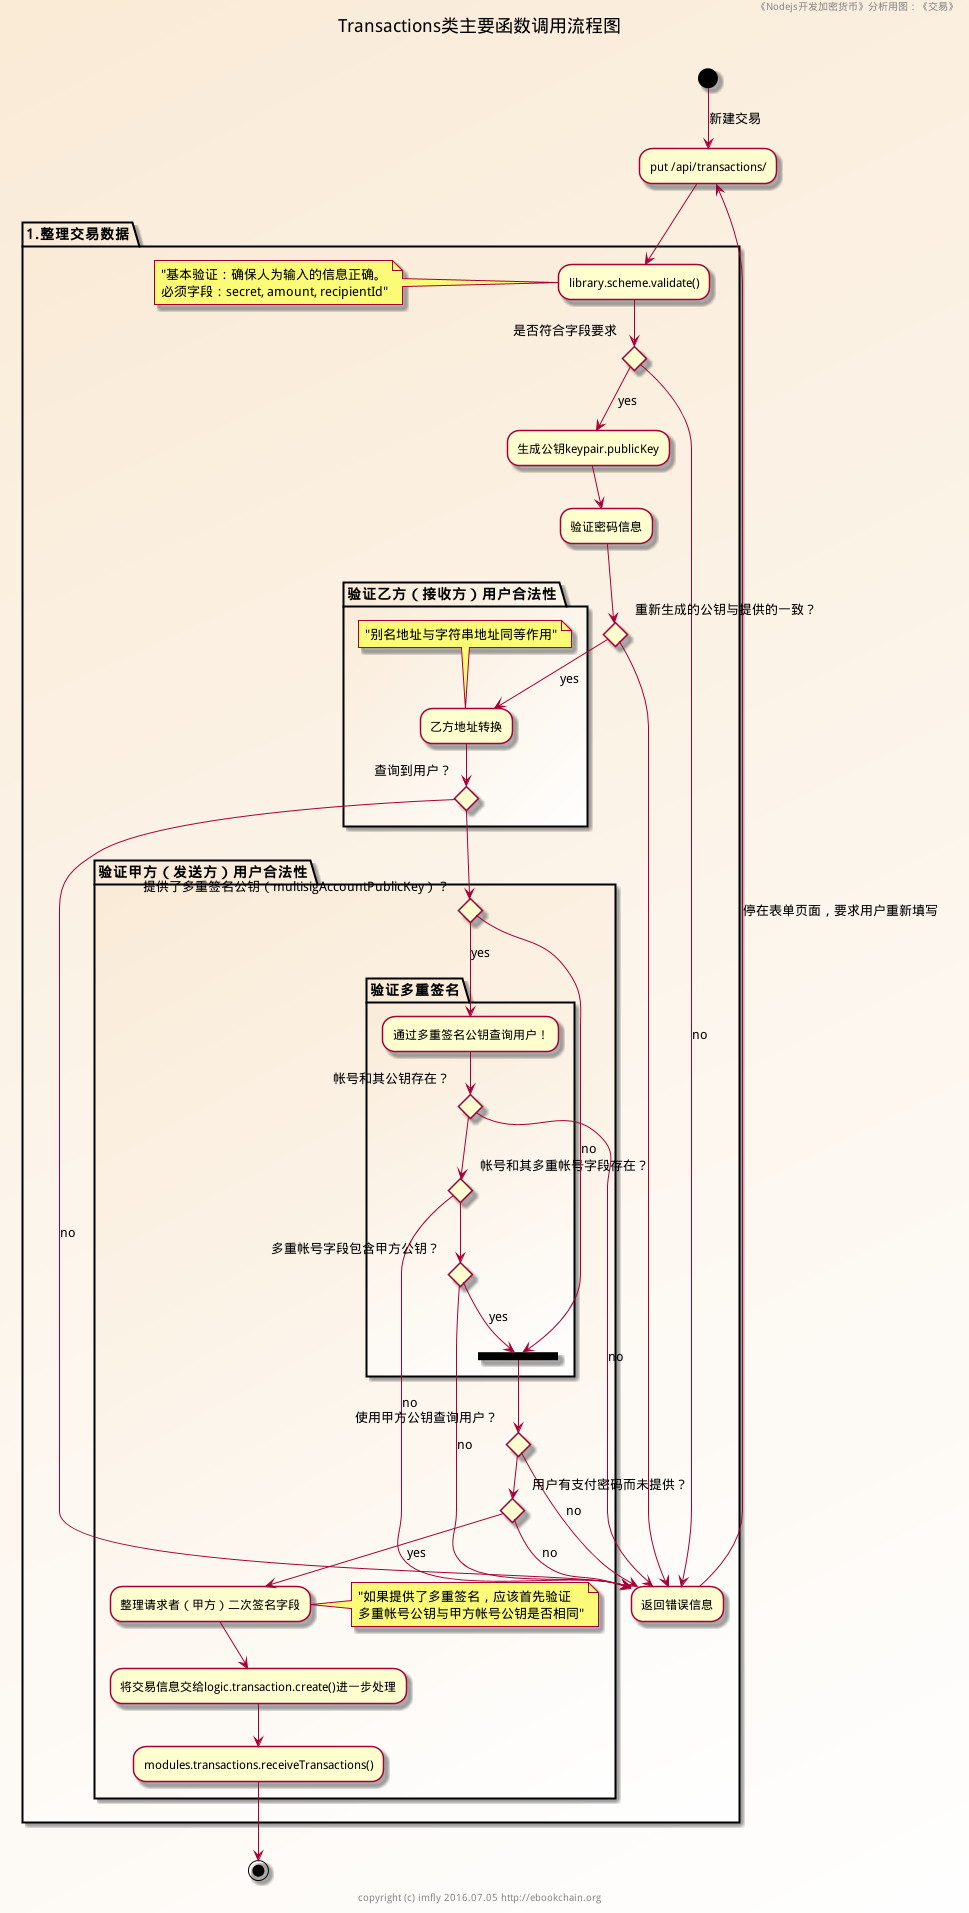 《Nodejs开发加密货币》分析用图：《交易》
Transactions类主要函数调用流程图
新建交易
put /api/transactions/
1.整理交易数据
"基本验证：确保人为输入的信息正确。
必须字段：secret, amount, recipientId"
library.scheme.validate()
是否符合字段要求
yes
生成公钥keypair.publicKey
验证密码信息
验证乙方（接收方）用户合法性
重新生成的公钥与提供的一致？
"别名地址与字符串地址同等作用"
yes
乙方地址转换
查询到用户？
验证甲方（发送方）用户合法性
提供了多重签名公钥（multisigAccountPublicKey）？
停在表单页面，要求用户重新填写
yes
验证多重签名
通过多重签名公钥查询用户！
no
帐号和其公钥存在？
no
帐号和其多重帐号字段存在？
no
多重帐号字段包含甲方公钥？
yes
no
no
使用甲方公钥查询用户？
no
用户有支付密码而未提供？
no
yes
no
整理请求者（甲方）二次签名字段
"如果提供了多重签名，应该首先验证
多重帐号公钥与甲方帐号公钥是否相同"
返回错误信息
将交易信息交给logic.transaction.create()进一步处理
modules.transactions.receiveTransactions()
copyright (c) imfly 2016.07.05 http://ebookchain.org